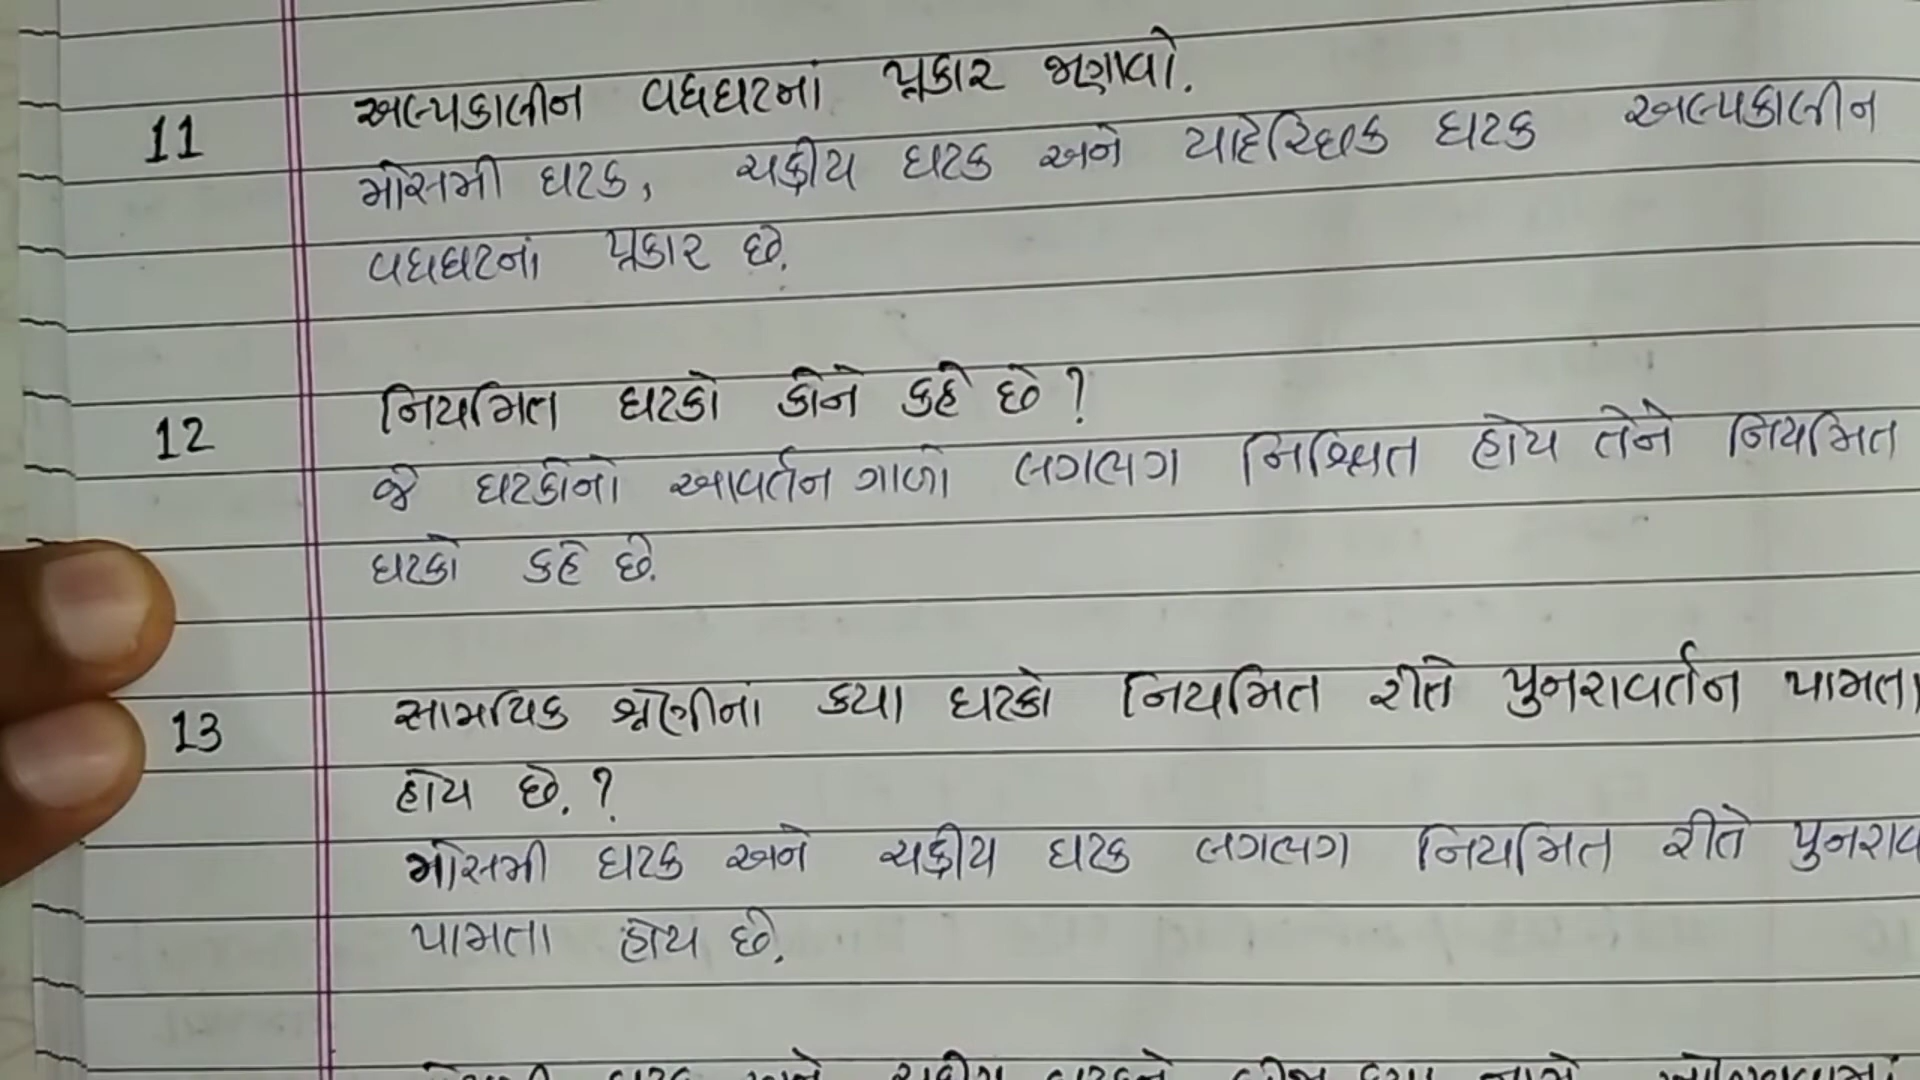 11 અલ્પકાલીન વધઘટનાં પ્રકાર જણાવો.
મોસમી ઘટક, ચક્રીય ઘટક અને યાદૈચ્છિક ઘટક અલ્પકાલીન
વધઘટનાં પ્રકાર છે.
12 નિયમિત ઘટકો કોને કહે છે ?
જે ઘટકોનો આવર્તન ગાળો લગભગ નિશ્ચિત હોય તેને નિયમિત
ઘટકો કહે છે.
13 સામયિક શ્રેણીનાં કયા ઘટકો નિયમિત રીતે પુનરાવર્તન પામતા
હોય છે. ?
મોસમી ઘટક અને ચક્રીય ઘટક લગભગ નિયમિત રીતે પુનરાવ
પામતા હોય છે.